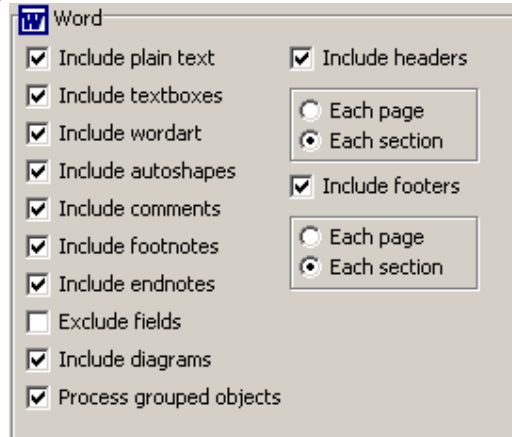 Word
Include plain text
Include textboxes
Include wordart
Include autoshapes
Include comments
Include footnotes
Include endnotes
Exclude fields
Include diagrams
Process grouped objects
Include headers
Each page
Each section
Include footers
Each page
Each section